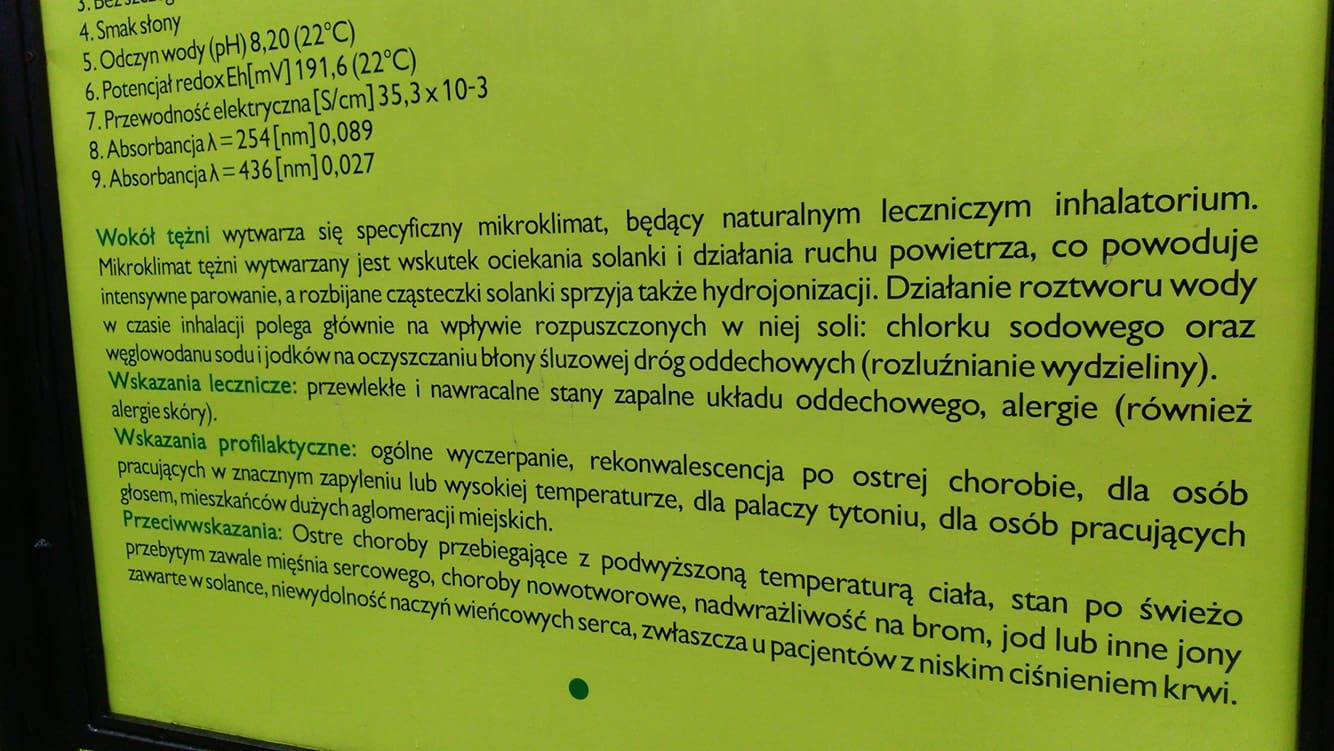 4. Smak słony
5. Odczyn wody (pH) 8,20 (22°C)
6. Potencjał redox Eh[mV] 191,6 (22°C)
7. Przewodność elektryczna [S/cm] 35,3 x 10-3
8. Absorbancja λ = 254 [nm] 0,089
9. Absorbancja λ = 436 [nm] 0,027
Wokół tężni wytwarza się specyficzny mikroklimat, będący naturalnym leczniczym inhalatorium.
Mikroklimat tężni wytwarzany jest wskutek ociekania solanki i działania ruchu powietrza, co powoduje
intensywne parowanie, a rozbijane cząsteczki solanki sprzyja także hydrojonizacji. Działanie roztworu wody
w czasie inhalacji polega głównie na wpływie rozpuszczonych w niej soli: chlorku sodowego oraz
węglowodanu sodu i jodków na oczyszczaniu błony śluzowej dróg oddechowych (rozluźnianie wydzieliny).
Wskazania lecznicze: przewlekłe i nawracalne stany zapalne układu oddechowego, alergie (również
alergie skóry).
Wskazania profilaktyczne: ogólne wyczerpanie, rekonwalescencja po ostrej chorobie, dla osób
pracujących w znacznym zapyleniu lub wysokiej temperaturze, dla palaczy tytoniu, dla osób pracujących
głosem, mieszkańców dużych aglomeracji miejskich.
Przeciwwskazania: Ostre choroby przebiegające z podwyższoną temperaturą ciała, stan po świeżo
przebytym zawale mięśnia sercowego, choroby nowotworowe, nadwrażliwość na brom, jod lub inne jony
zawarte w solance, niewydolność naczyń wieńcowych serca, zwłaszcza u pacjentów z niskim ciśnieniem krwi.